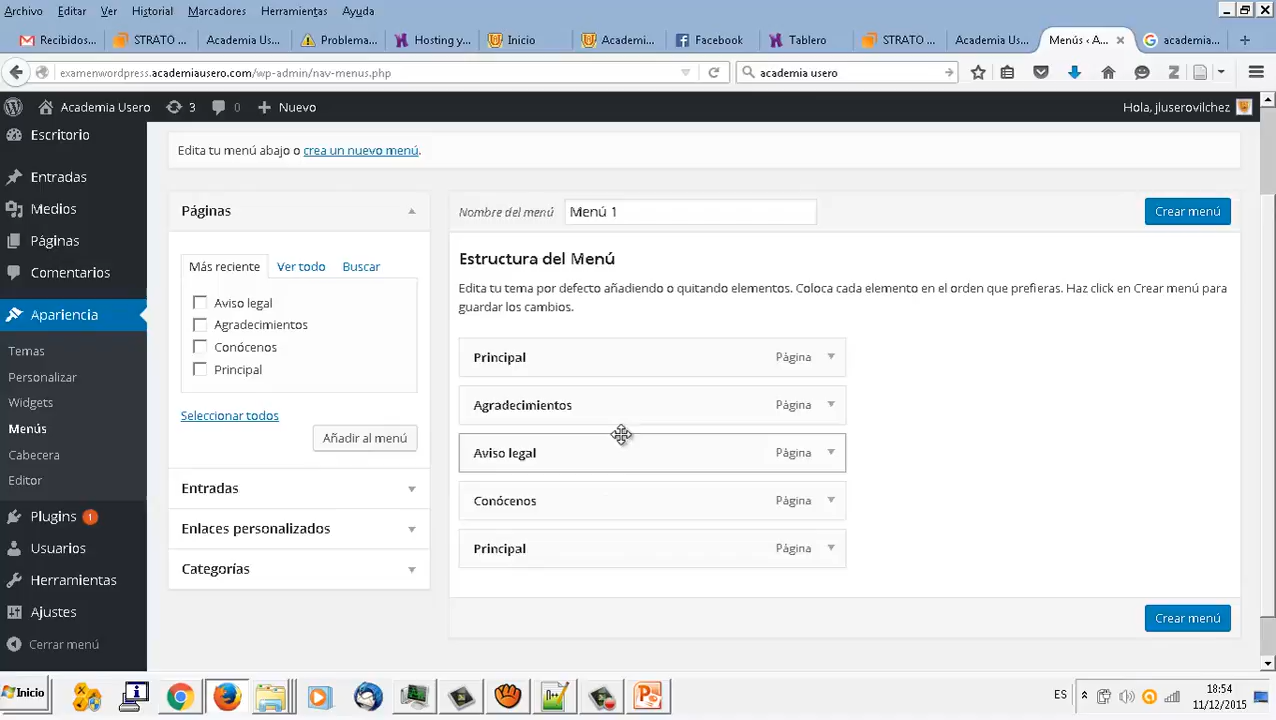 Archivo Editar Ver Historial Marcadores Herramientas Ayuda
Recibidos... STRATO ... Academia Us... Problema... Hosting y... Inicio Academi... Facebook Tablero STRATO ... Academia Us... Menús ‹ A... academia...
examenwordpress.academiausero.com/wp-admin/nav-menus.php academia usero
Academia Usero 3 0 Nuevo Hola, jluserovilchez
Escritorio
Entradas
Medios
Páginas
Comentarios
Apariencia
Temas
Personalizar
Widgets
Menús
Cabecera
Editor
Plugins 1
Usuarios
Herramientas
Ajustes
Cerrar menú
Edita tu menú abajo o crea un nuevo menú.
Páginas
Más reciente Ver todo Buscar
Aviso legal
Agradecimientos
Conócenos
Principal
Seleccionar todos
Añadir al menú
Entradas
Enlaces personalizados
Categorías
Nombre del menú Menú 1 Crear menú
Estructura del Menú
Edita tu tema por defecto añadiendo o quitando elementos. Coloca cada elemento en el orden que prefieras. Haz click en Crear menú para
guardar los cambios.
Principal Página
Agradecimientos Página
Aviso legal Página
Conócenos Página
Principal Página
Crear menú
Inicio ES 18:54
11/12/2015